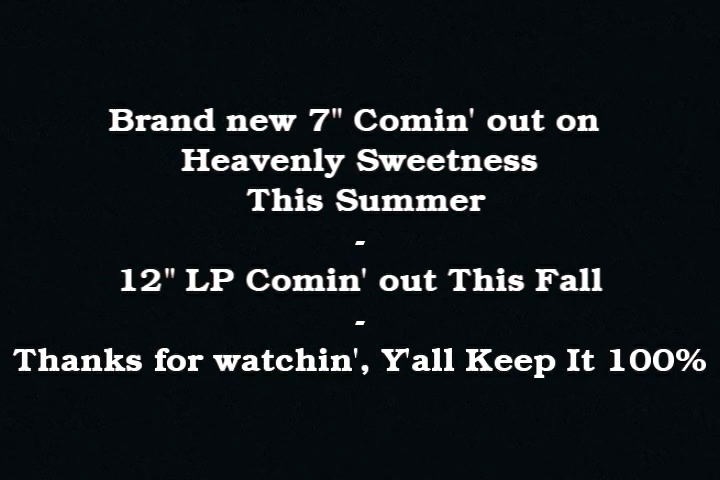 Brand new 7" Comin' out on
Heavenly Sweetness
This Summer
-
12" LP Comin' out This Fall
-
Thanks for watchin', Y'all Keep It 100%